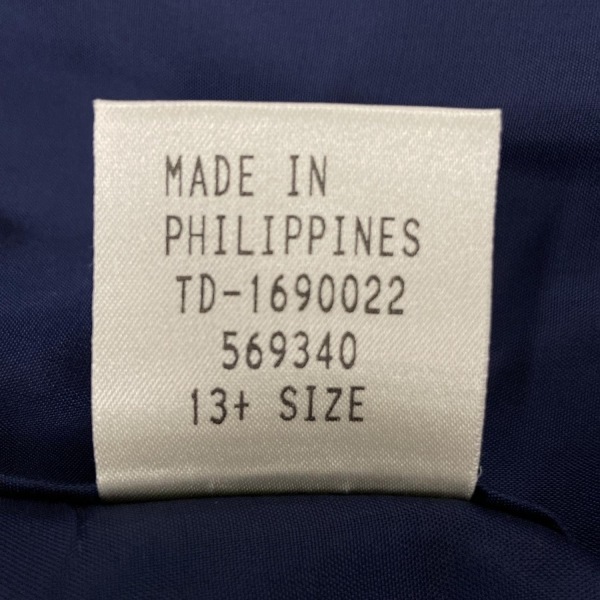 MADE IN
PHILIPPINES
TD-1690022
569340
13+ SIZE